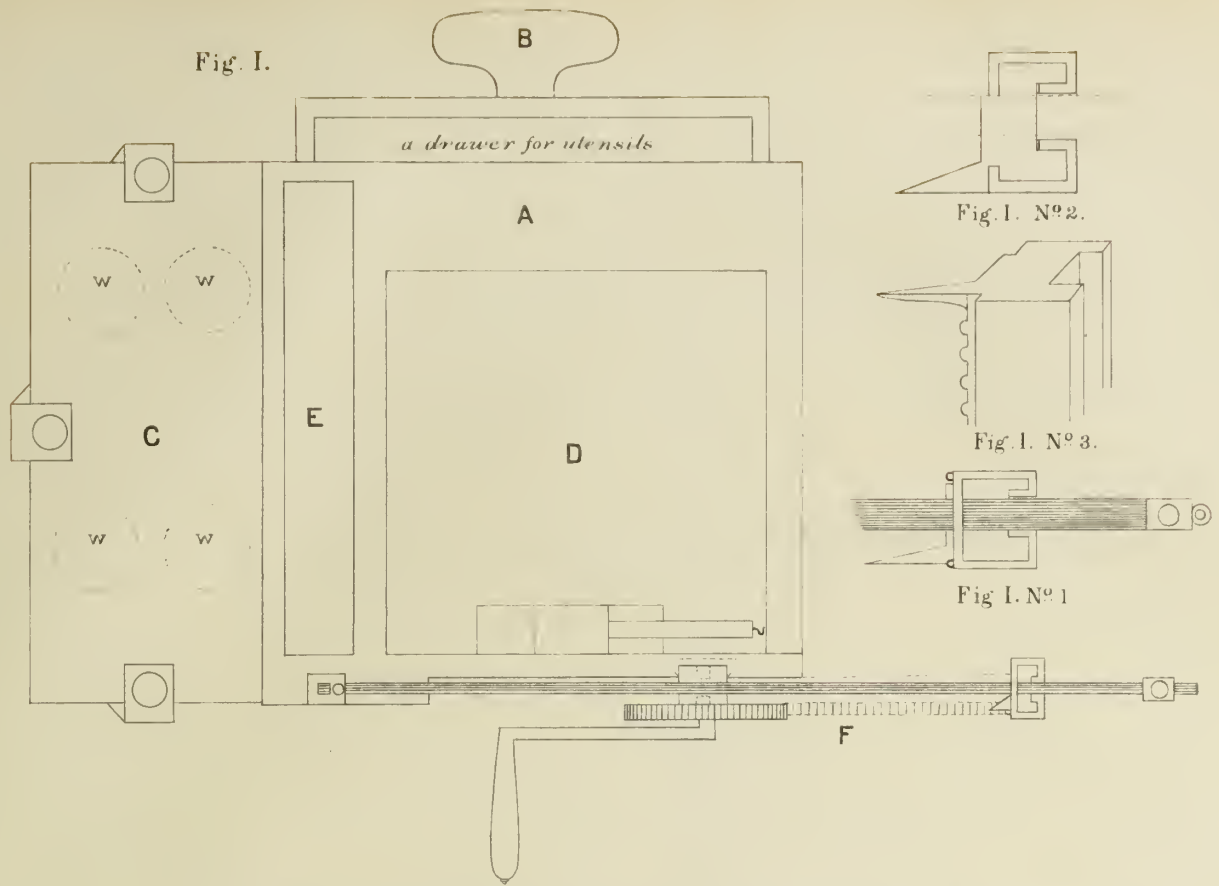 Fig. I.
B
a drawer for utensils
A
W W
Fig. I. Nº 2.
E
C
D
Fig. I. Nº 3.
W W
Fig I. Nº 1
F